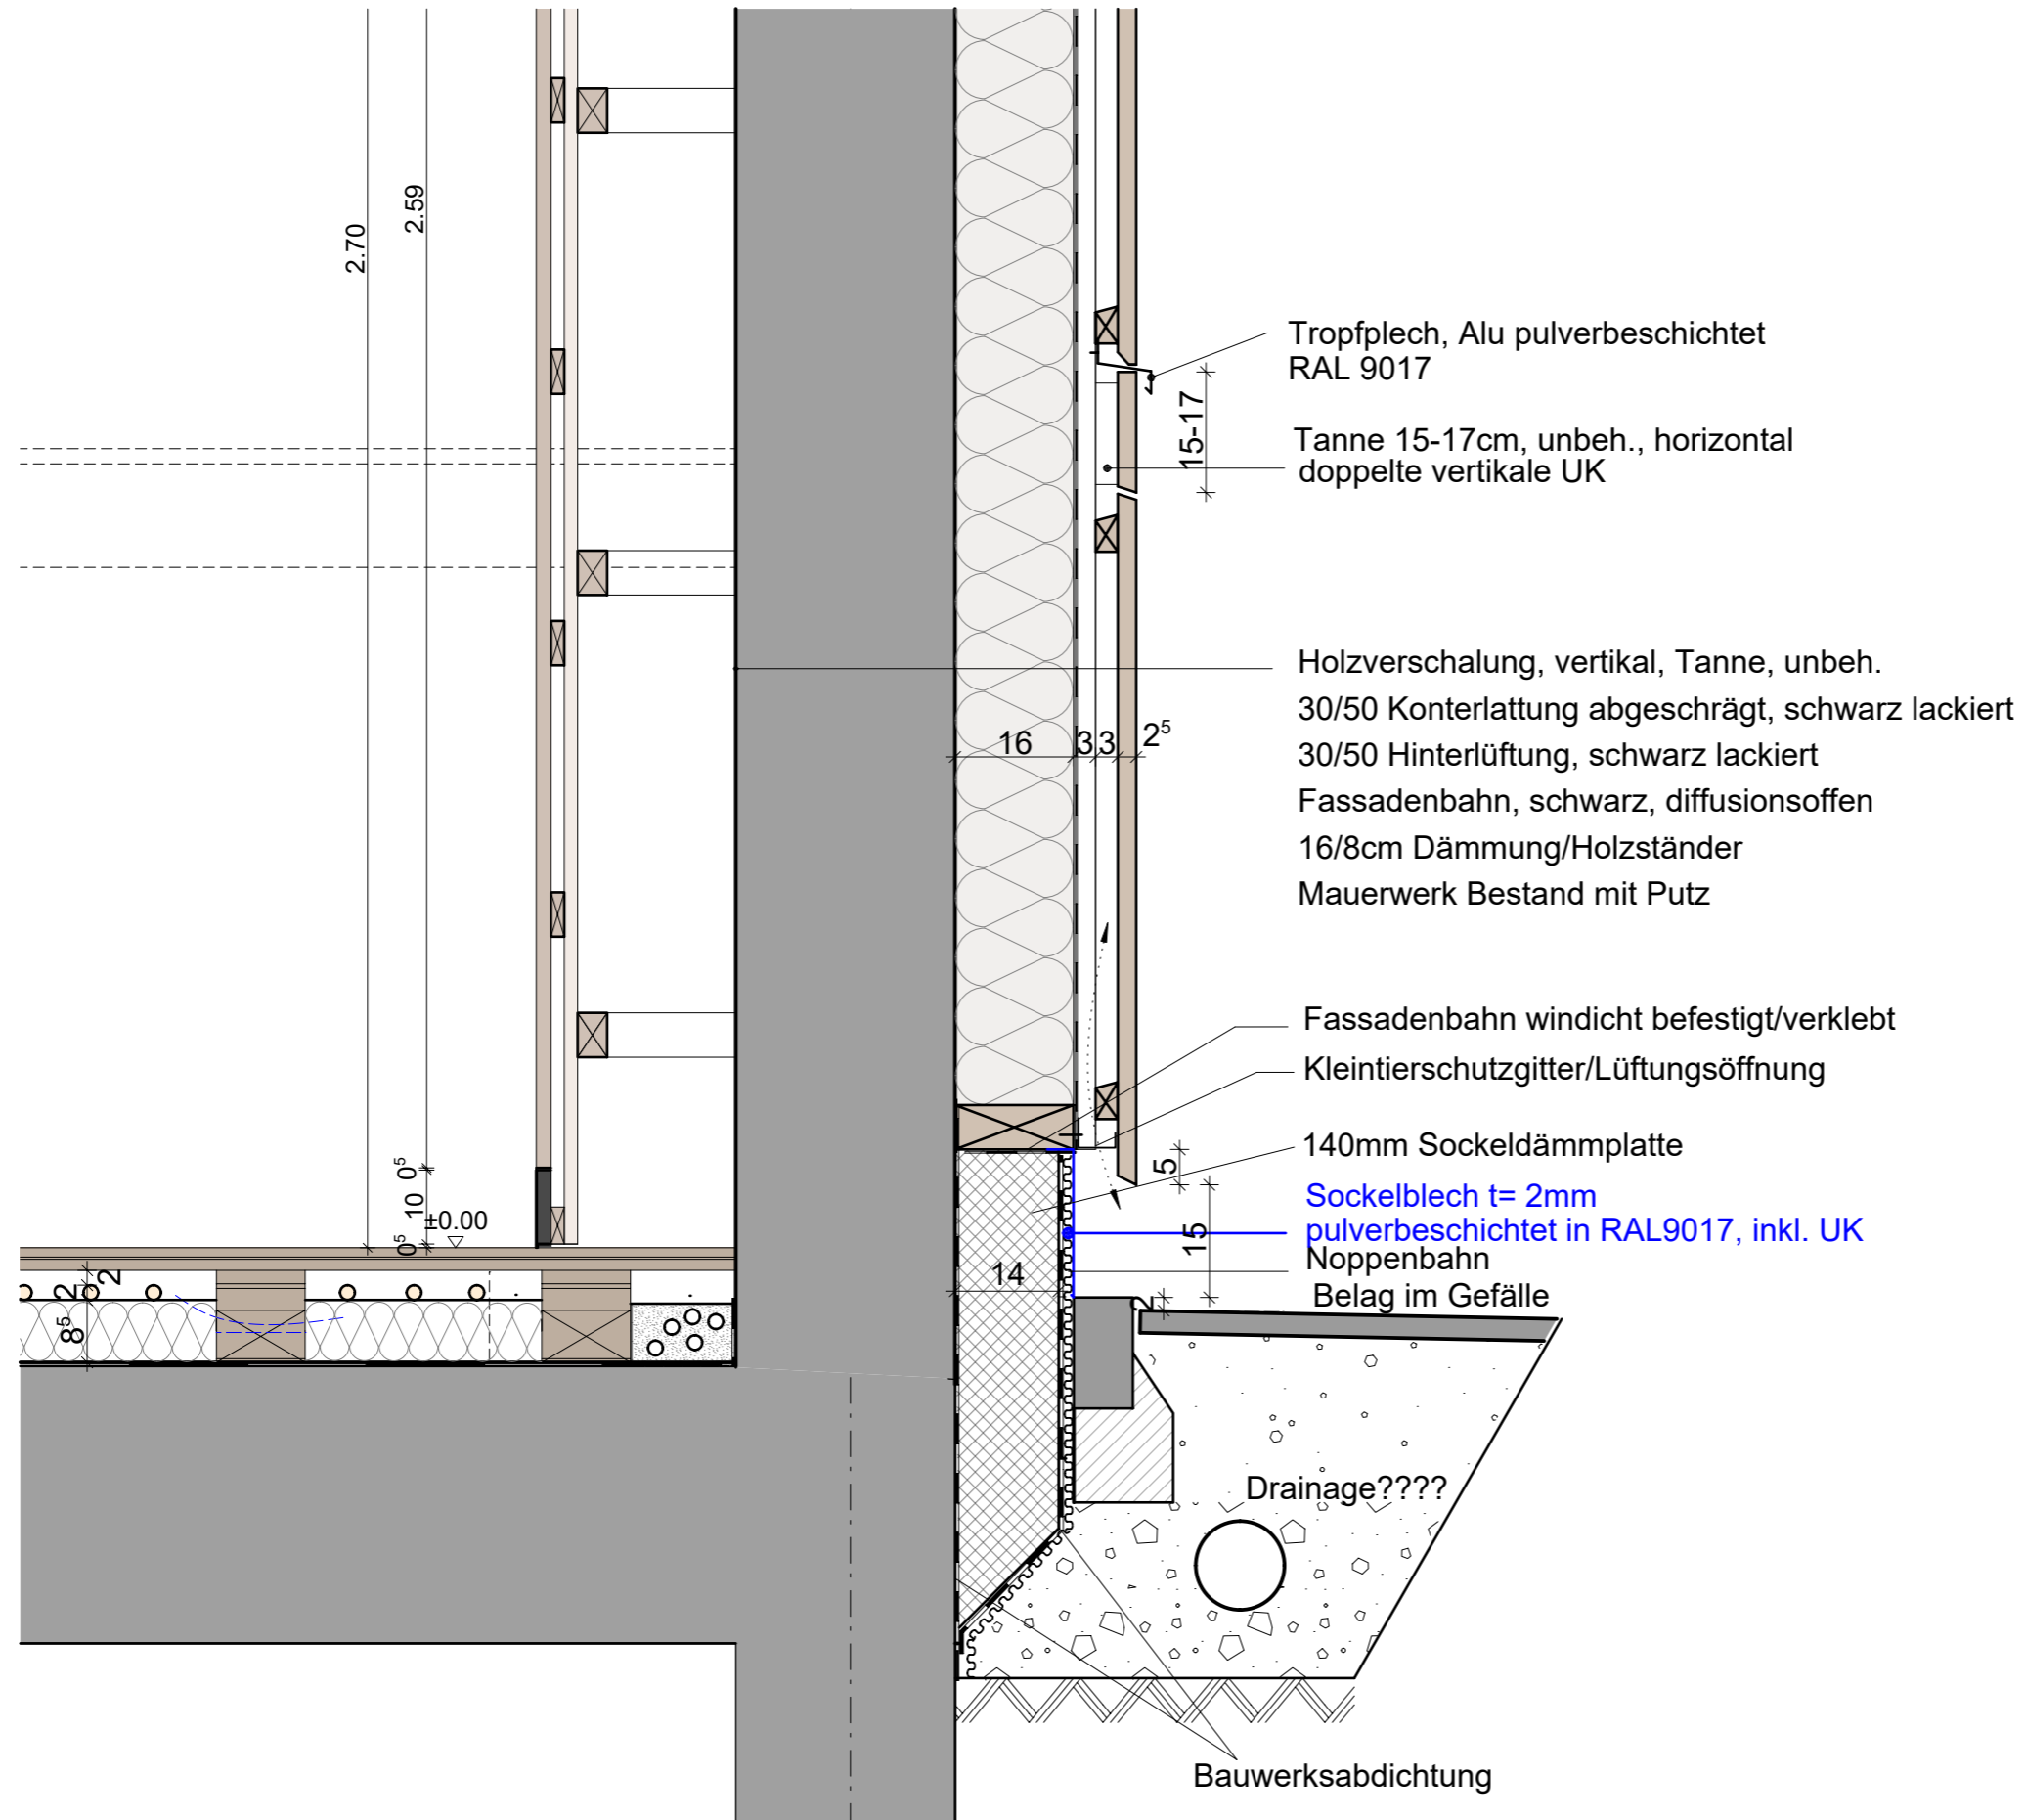 2.70
2.59
Tropfplech, Alu pulverbeschichtet
RAL 9017
15-17
Tanne 15-17cm, unbeh., horizontal
doppelte vertikale UK
Holzverschalung, vertikal, Tanne, unbeh.
30/50 Konterlattung abgeschrägt, schwarz lackiert
16 3 3 2⁵
30/50 Hinterlüftung, schwarz lackiert
Fassadenbahn, schwarz, diffusionsoffen
16/8cm Dämmung/Holzständer
Mauerwerk Bestand mit Putz
Fassadenbahn windicht befestigt/verklebt
Kleintierschutzgitter/Lüftungsöffnung
140mm Sockeldämmplatte
5
0⁵
10
0⁵
±0.00
Sockelblech t= 2mm
pulverbeschichtet in RAL9017, inkl. UK
15
Noppenbahn
14
Belag im Gefälle
2
2
2
8⁵
Drainage????
Bauwerksabdichtung